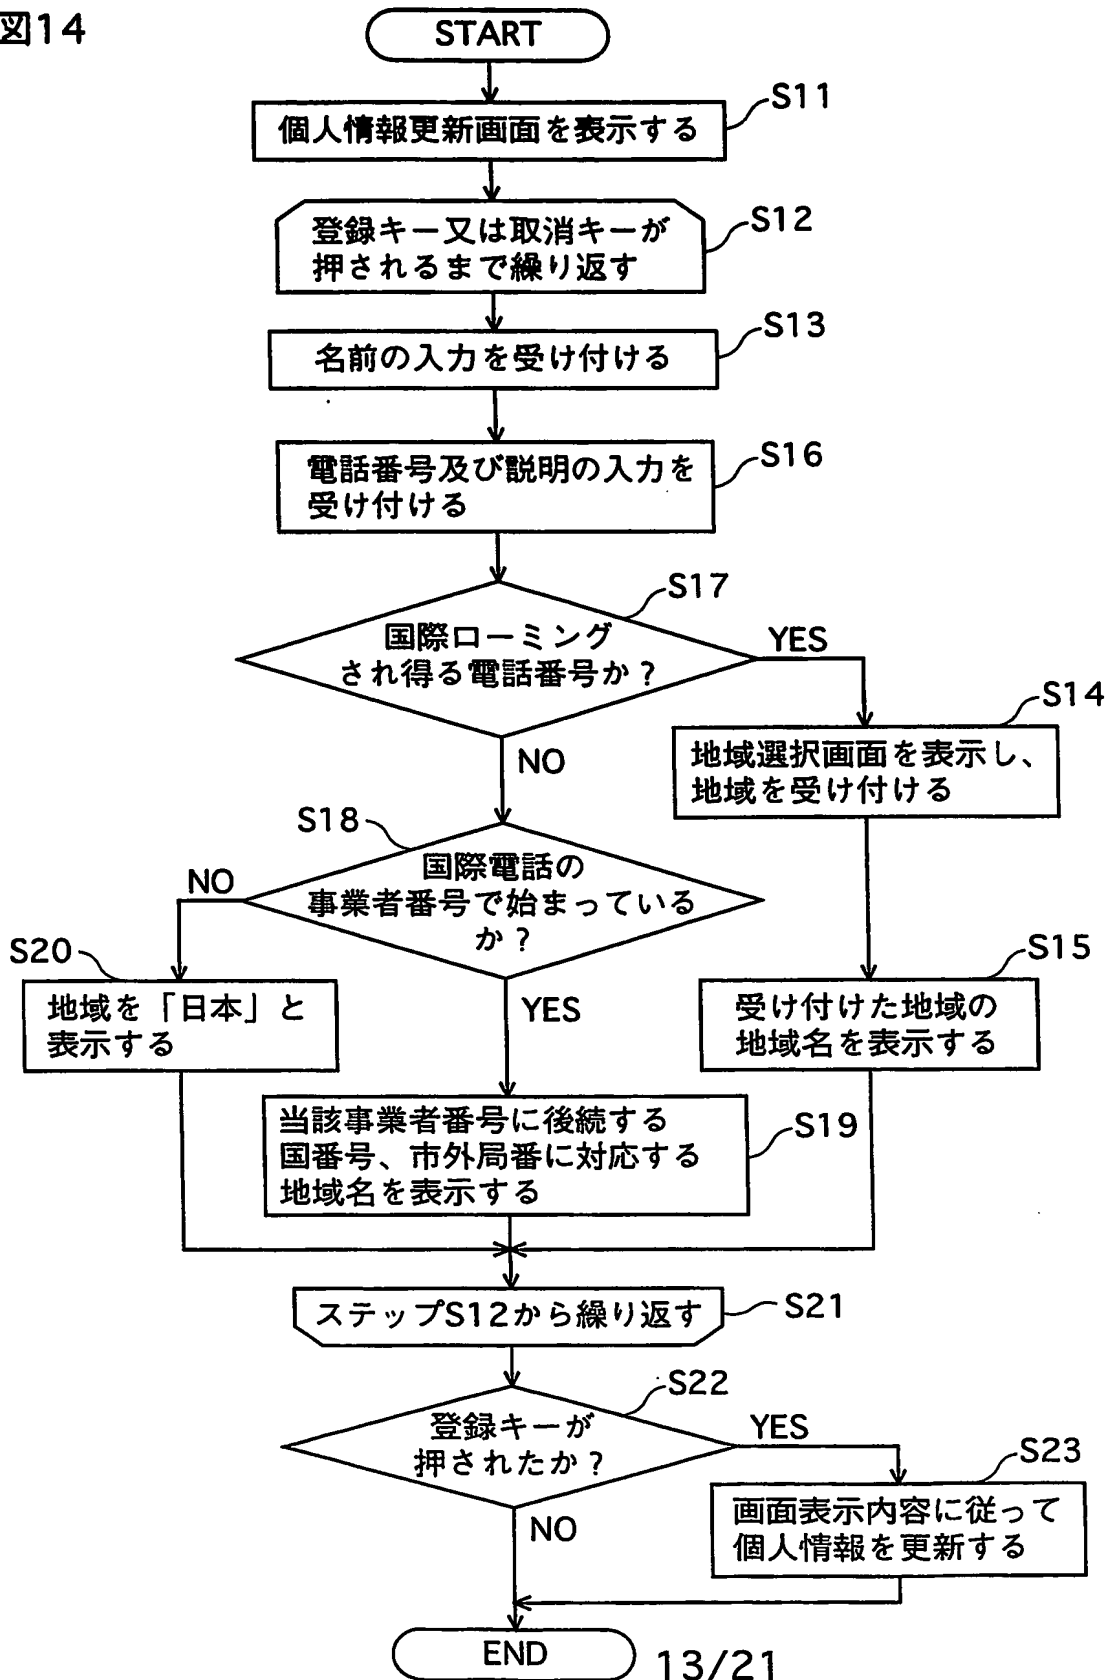 図14
START
S11
個人情報更新画面を表示する
S12
登録キー又は取消キーが
押されるまで繰り返す
S13
名前の入力を受け付ける
S16
電話番号及び説明の入力を
受け付ける
S17
国際ローミング
され得る電話番号か?
YES
NO
S14
地域選択画面を表示し、
地域を受け付ける
S18
国際電話の
事業者番号で始まっている
か?
NO
YES
S20
地域を「日本」と
表示する
S15
受け付けた地域の
地域名を表示する
S19
当該事業者番号に後続する
国番号、市外局番に対応する
地域名を表示する
ステップS12から繰り返す
S21
S22
登録キーが
押されたか?
YES
NO
S23
画面表示内容に従って
個人情報を更新する
END
13/21